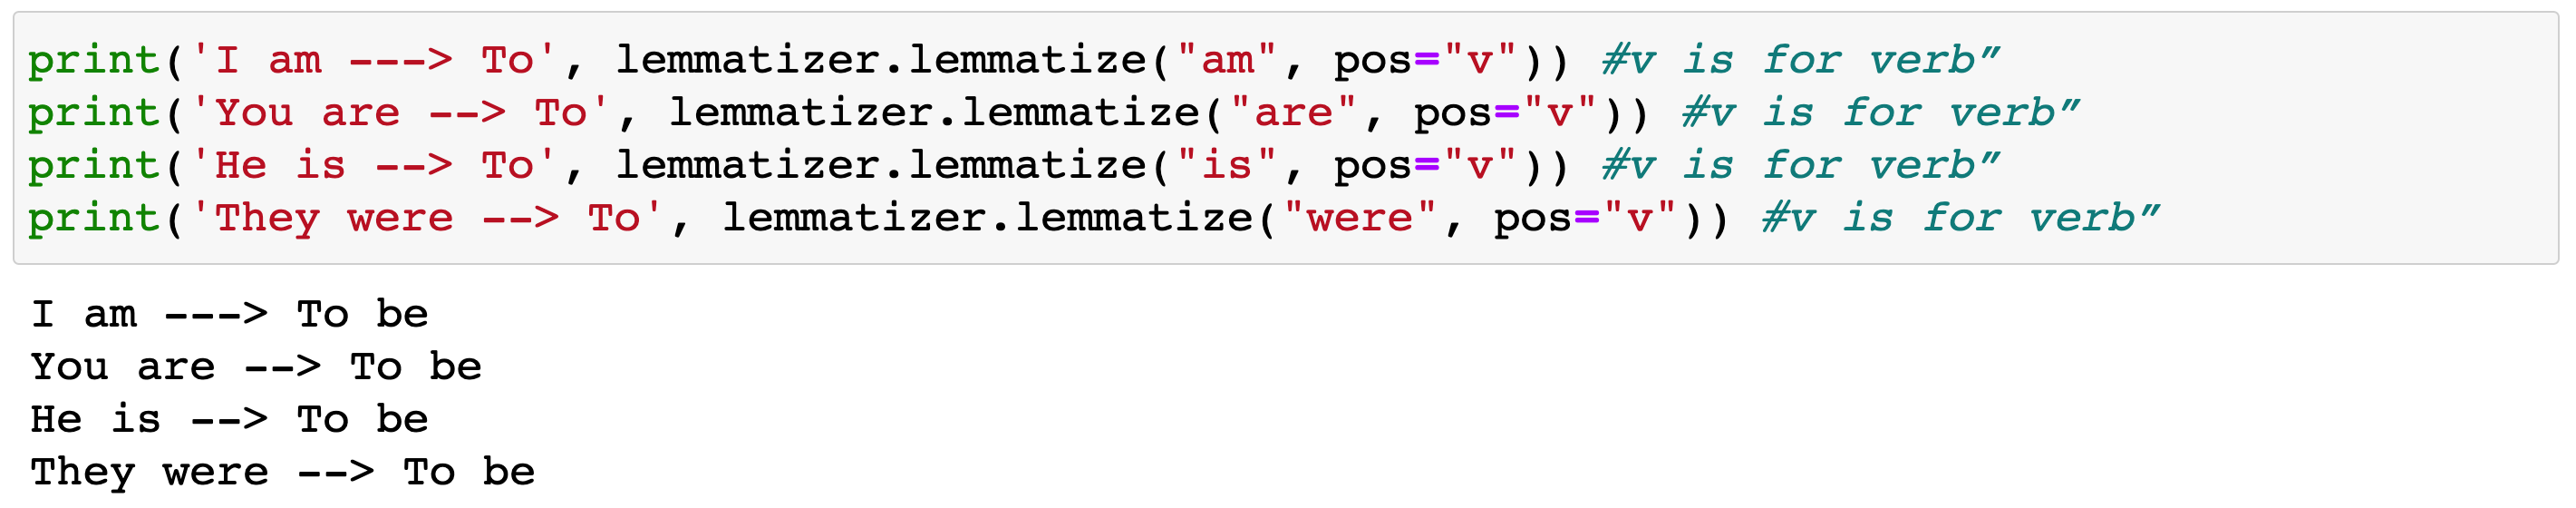 print('I am ---> To', lemmatizer.lemmatize("am", pos="v")) #v is for verb”
print('You are --> To', lemmatizer.lemmatize("are", pos="v")) #v is for verb”
print('He is --> To', lemmatizer.lemmatize("is", pos="v")) #v is for verb”
print('They were --> To', lemmatizer.lemmatize("were", pos="v")) #v is for verb”
I am ---> To be
You are --> To be
He is --> To be
They were --> To be